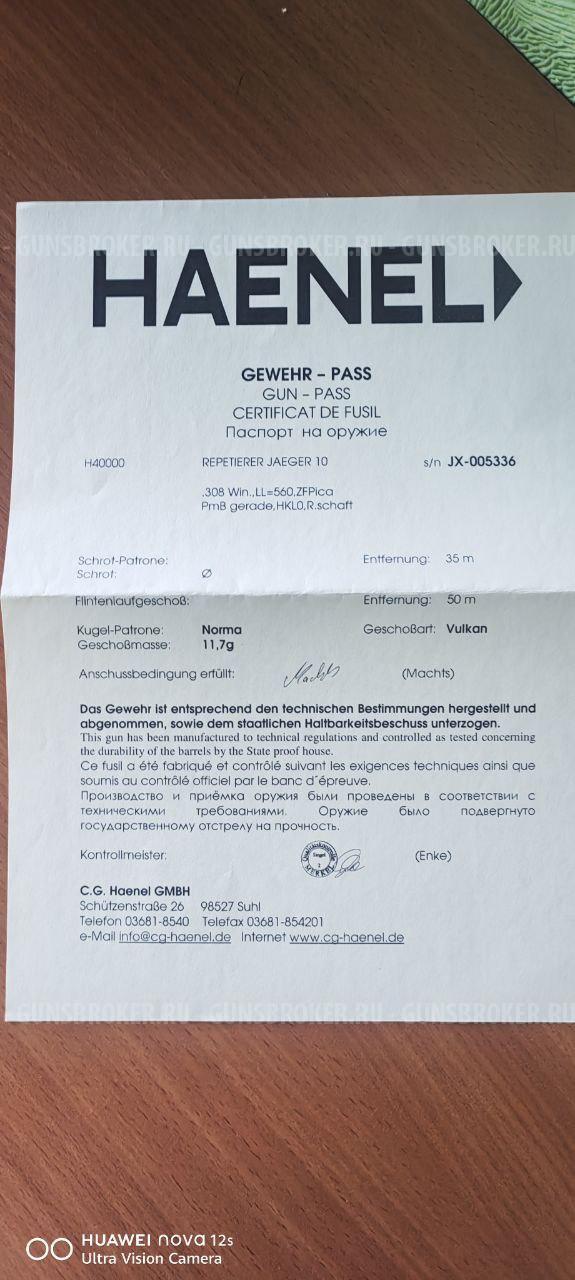 GUNSBROKER.RU - GUNSBROKER.RU - GUNSBROKER.RU
HAENEL
GEWEHR – PASS
GUN – PASS
CERTIFICAT DE FUSIL
Паспорт на оружие
H40000 REPETIERER JAEGER 10 s/n JX-005336
.308 Win.,LL=560,ZFPica
PmB gerade,HKL0,R.schaft
Schrot-Patrone: Entfernung: 35 m
Schrot: Ø
Flintenlaufgeschoß: Entfernung: 50 m
Kugel-Patrone: Norma Geschoßart: Vulkan
Geschoßmasse: 11,7g
Anschussbedingung erfüllt: Machts (Machts)
Das Gewehr ist entsprechend den technischen Bestimmungen hergestellt und
abgenommen, sowie dem staatlichen Haltbarkeitsbeschuss unterzogen.
This gun has been manufactured to technical regulations and controlled as tested concerning
the durability of the barrels by the State proof house.
Ce fusil a été fabriqué et contrôlé suivant les exigences techniques ainsi que
soumis au contrôle officiel par le banc d´épreuve.
Производство и приёмка оружия были проведены в соответствии с
техническими требованиями. Оружие было подвергнуто
государственному отстрелу на прочность.
Kontrollmeister: MERKEL (Enke)
C.G. Haenel GMBH
Schützenstraße 26 98527 Suhl
Telefon 03681-8540 Telefax 03681-854201
e-Mail info@cg-haenel.de Internet www.cg-haenel.de
GUNSBROKER.RU - GUNSBROKER.RU - GUNSBROKER.RU
HUAWEI nova 12s
Ultra Vision Camera